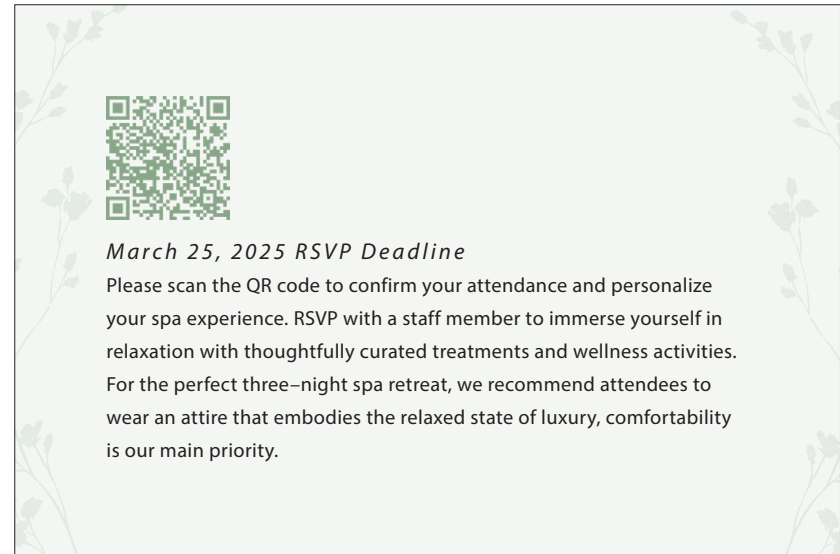 March 25, 2025 RSVP Deadline
Please scan the QR code to confirm your attendance and personalize
your spa experience. RSVP with a staff member to immerse yourself in
relaxation with thoughtfully curated treatments and wellness activities.
For the perfect three–night spa retreat, we recommend attendees to
wear an attire that embodies the relaxed state of luxury, comfortability
is our main priority.